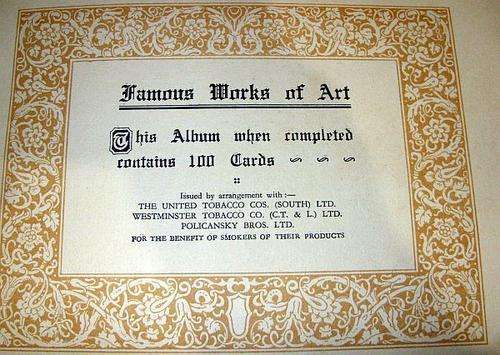 Famous Works of Art
This Album when completed
contains 100 Cards
Issued by arrangement with :—
THE UNITED TOBACCO COS. (SOUTH) LTD.
WESTMINSTER TOBACCO CO. (C.T. & L.) LTD.
POLICANSKY BROS. LTD.
FOR THE BENEFIT OF SMOKERS OF THEIR PRODUCTS